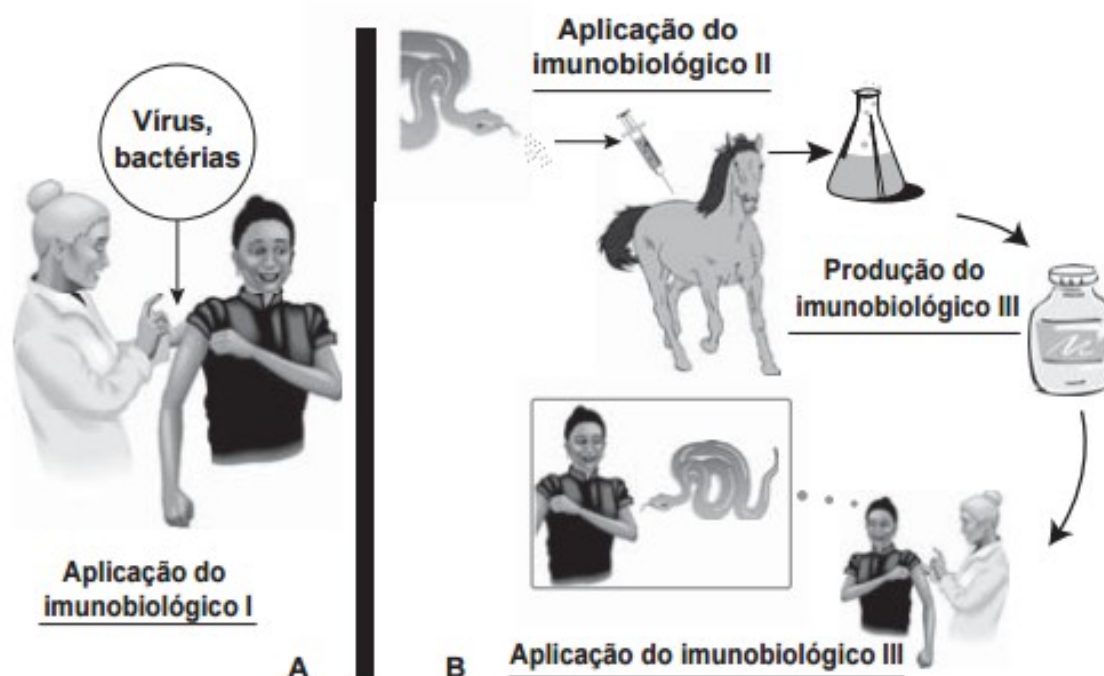 Vírus,
bactérias
Aplicação do
imunobiológico I
A
Aplicação do
imunobiológico II
Produção do
imunobiológico III
B
Aplicação do imunobiológico III